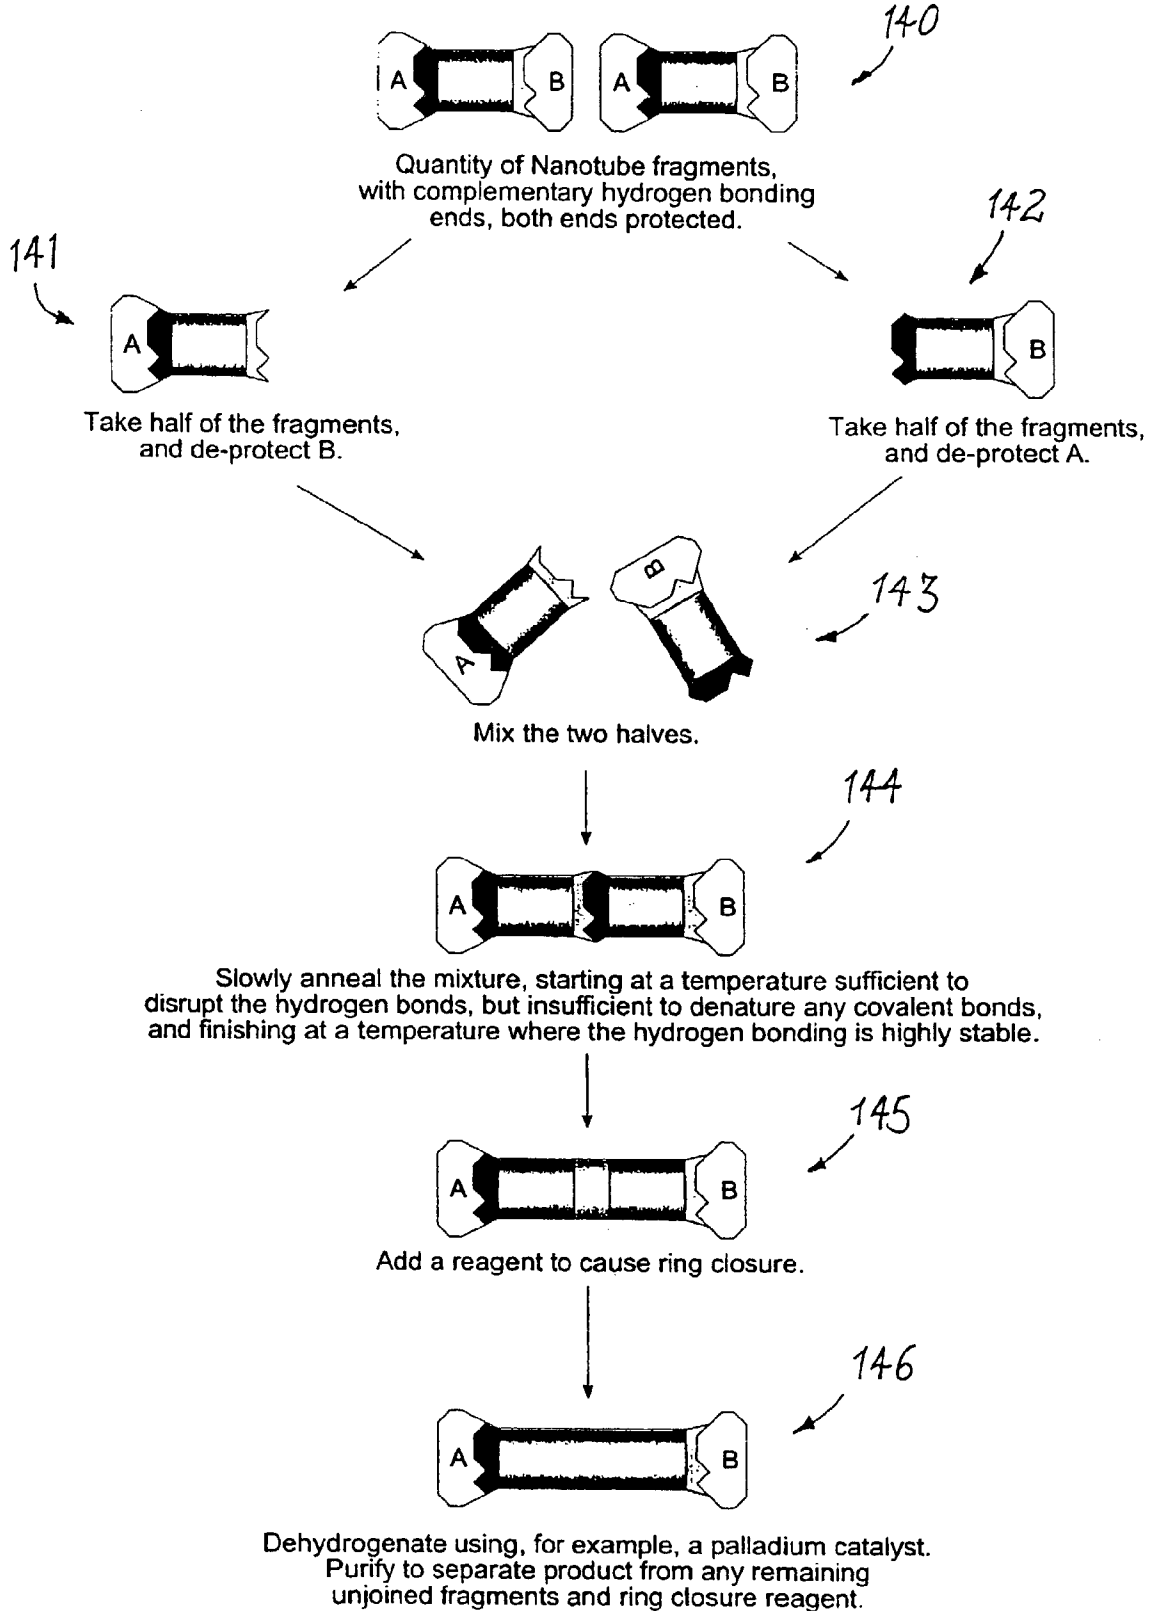 140
A B A B
Quantity of Nanotube fragments,
with complementary hydrogen bonding
ends, both ends protected.
141
142
A
B
Take half of the fragments,
and de-protect B.
Take half of the fragments,
and de-protect A.
B
143
A
Mix the two halves.
144
A B
Slowly anneal the mixture, starting at a temperature sufficient to
disrupt the hydrogen bonds, but insufficient to denature any covalent bonds,
and finishing at a temperature where the hydrogen bonding is highly stable.
145
A B
Add a reagent to cause ring closure.
146
A B
Dehydrogenate using, for example, a palladium catalyst.
Purify to separate product from any remaining
unjoined fragments and ring closure reagent.